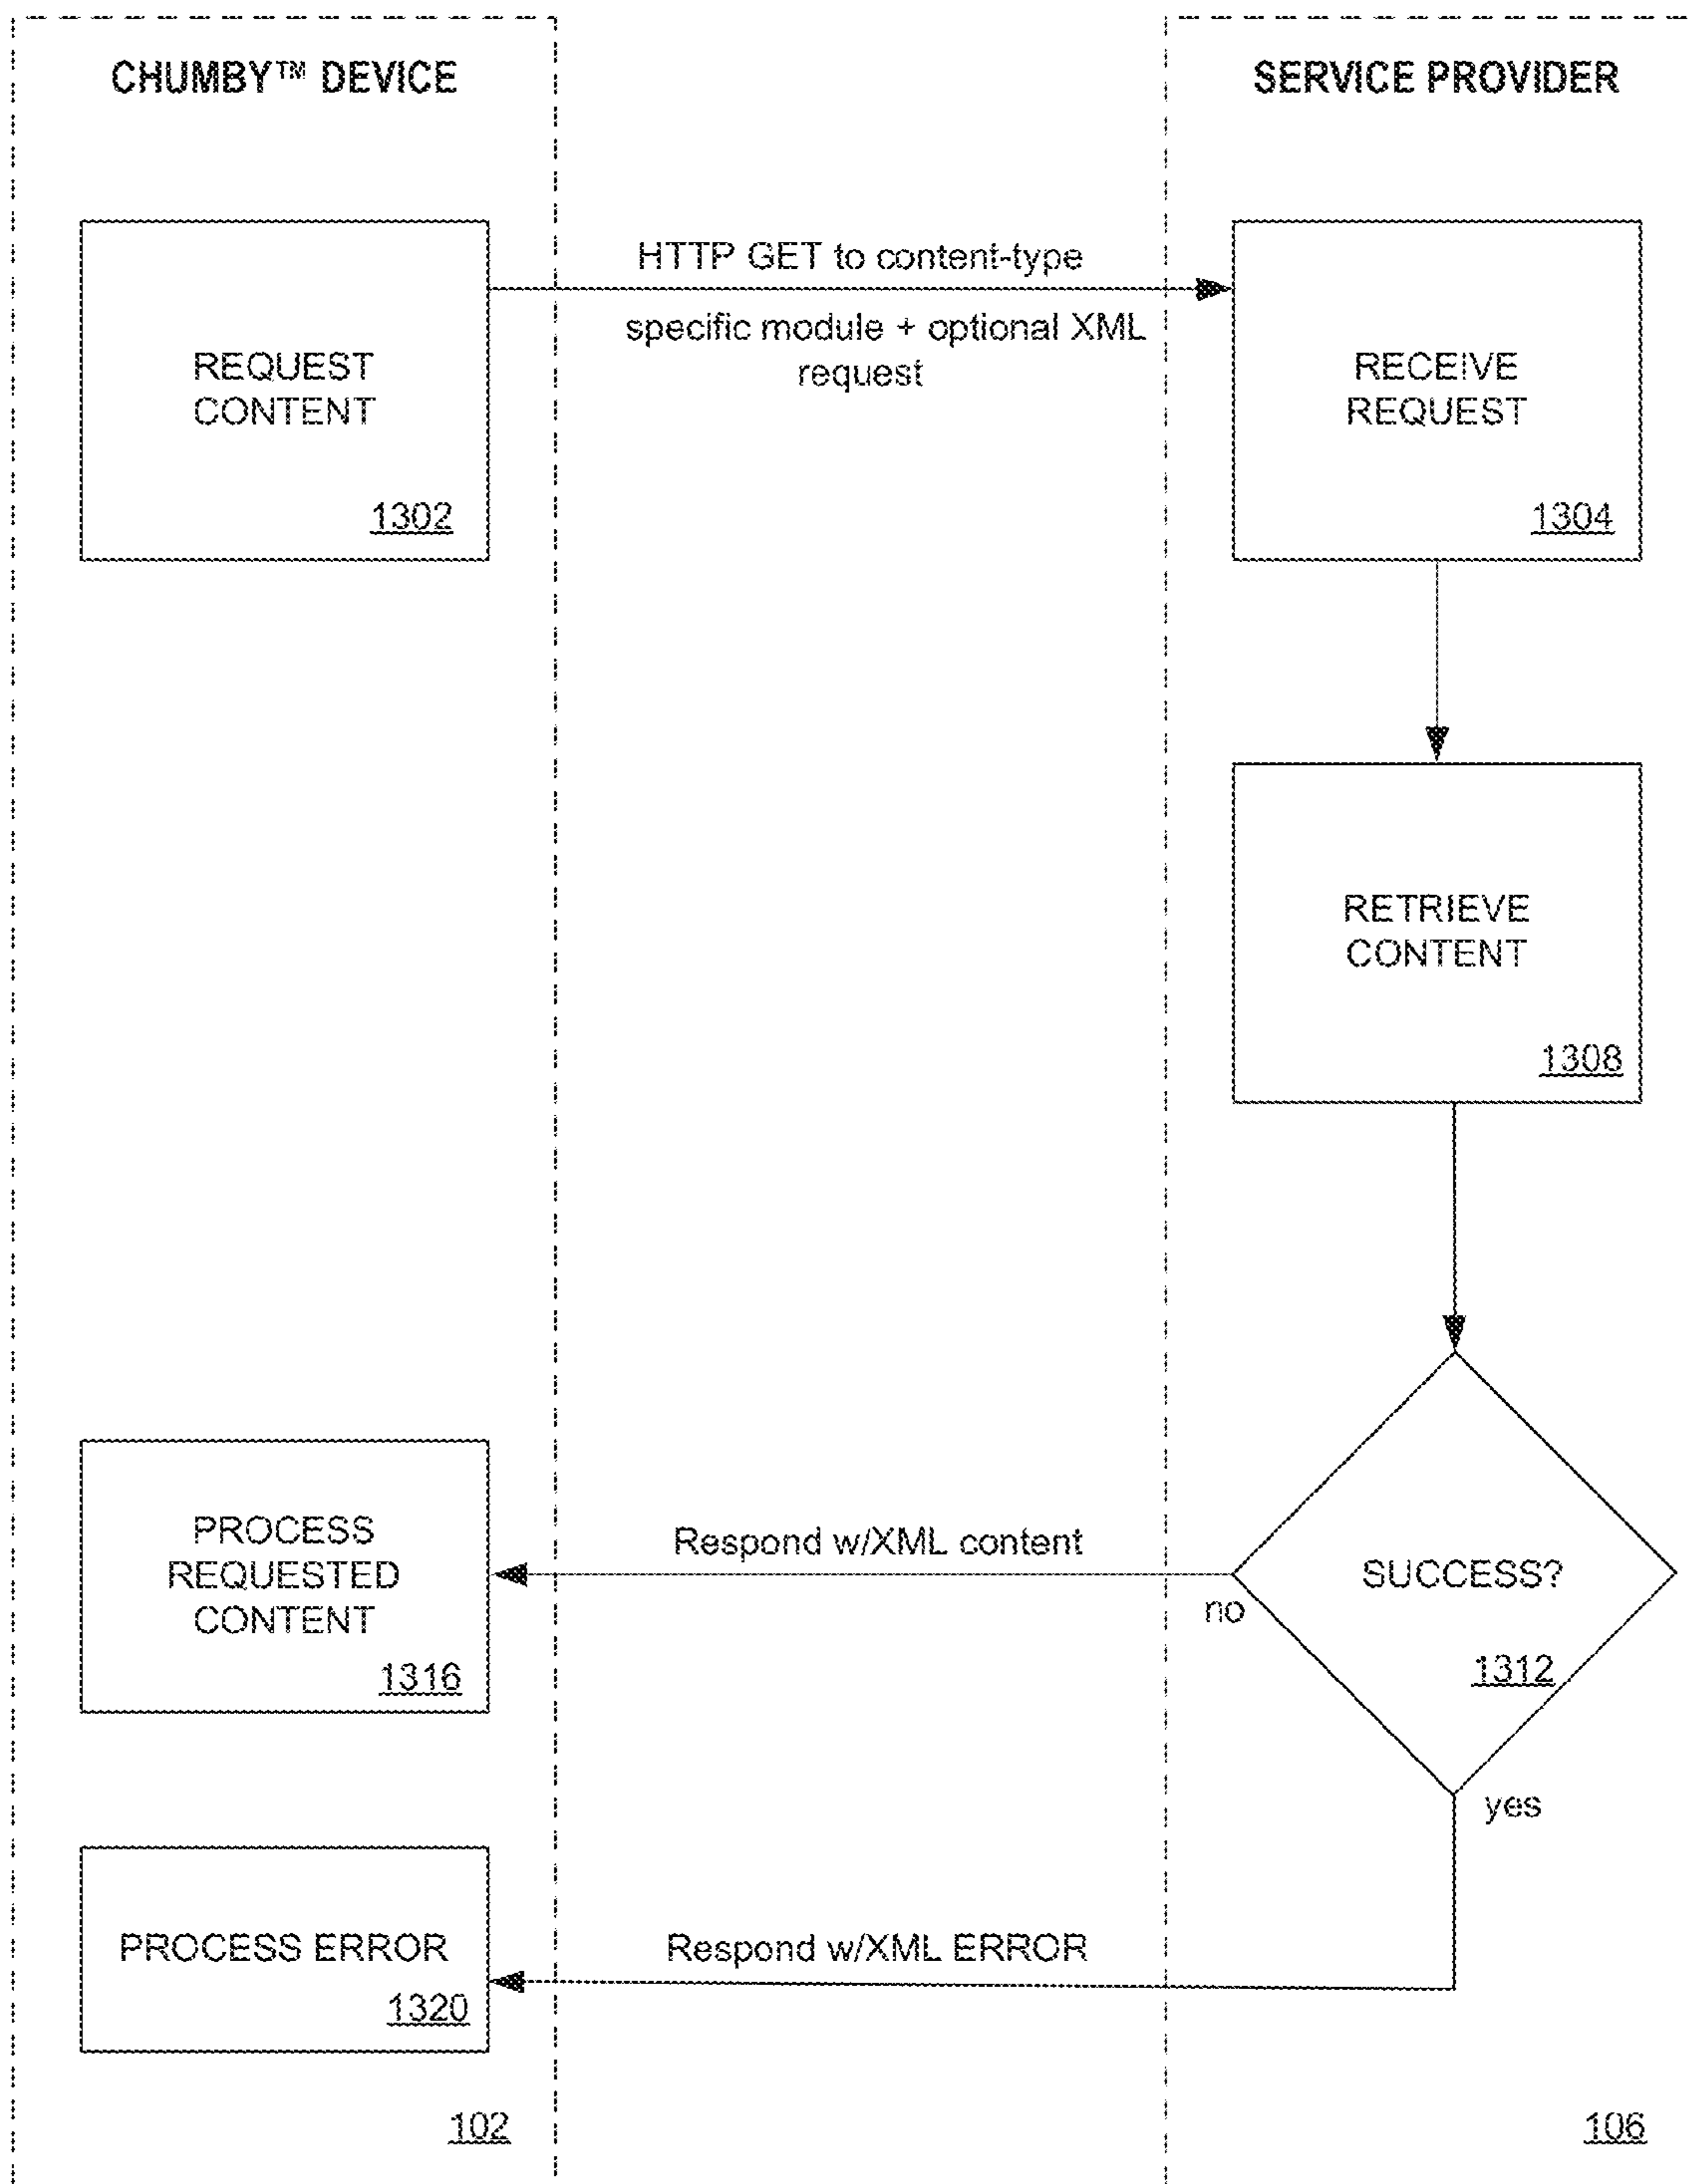 CHUMBY™ DEVICE
SERVICE PROVIDER
REQUEST
CONTENT
1302
HTTP GET to content-type
specific module + optional XML
request
RECEIVE
REQUEST
1304
RETRIEVE
CONTENT
1308
SUCCESS?
1312
no
yes
Respond w/XML content
PROCESS
REQUESTED
CONTENT
1316
Respond w/XML ERROR
PROCESS ERROR
1320
102
106